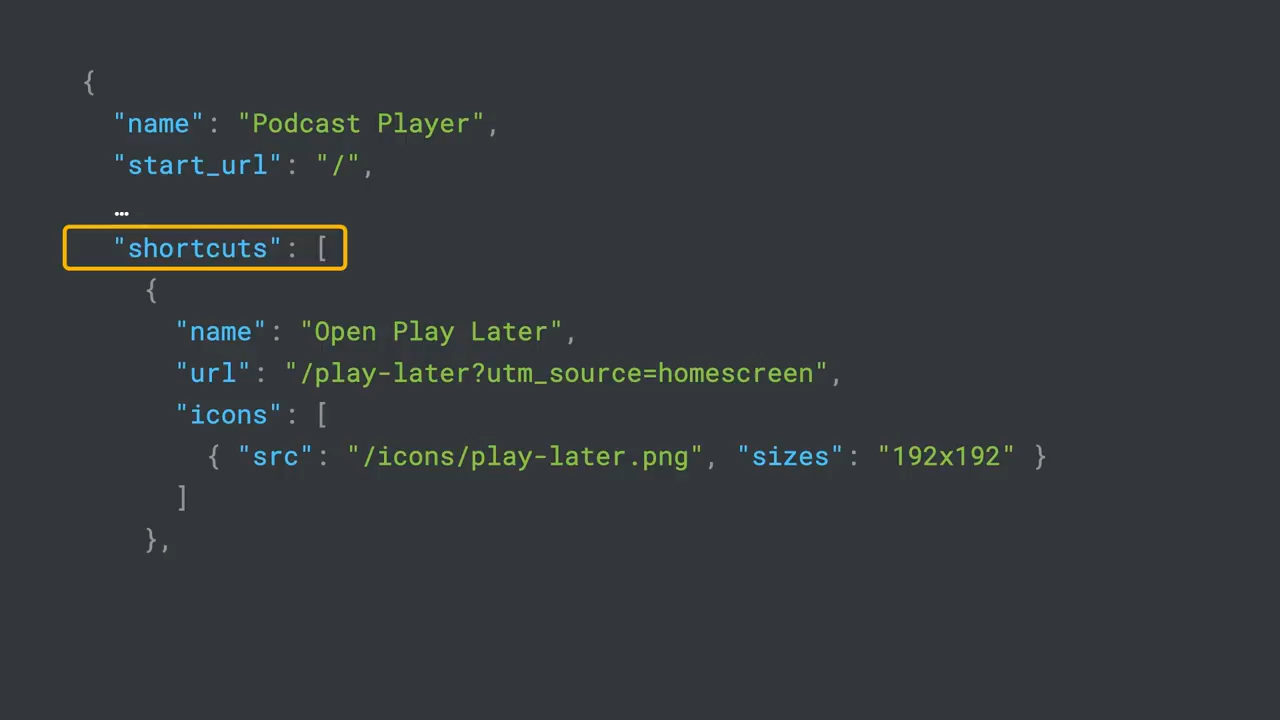 {
"name": "Podcast Player",
"start_url": "/",
…
"shortcuts": [
{
"name": "Open Play Later",
"url": "/play-later?utm_source=homescreen",
"icons": [
{ "src": "/icons/play-later.png", "sizes": "192x192" }
]
},